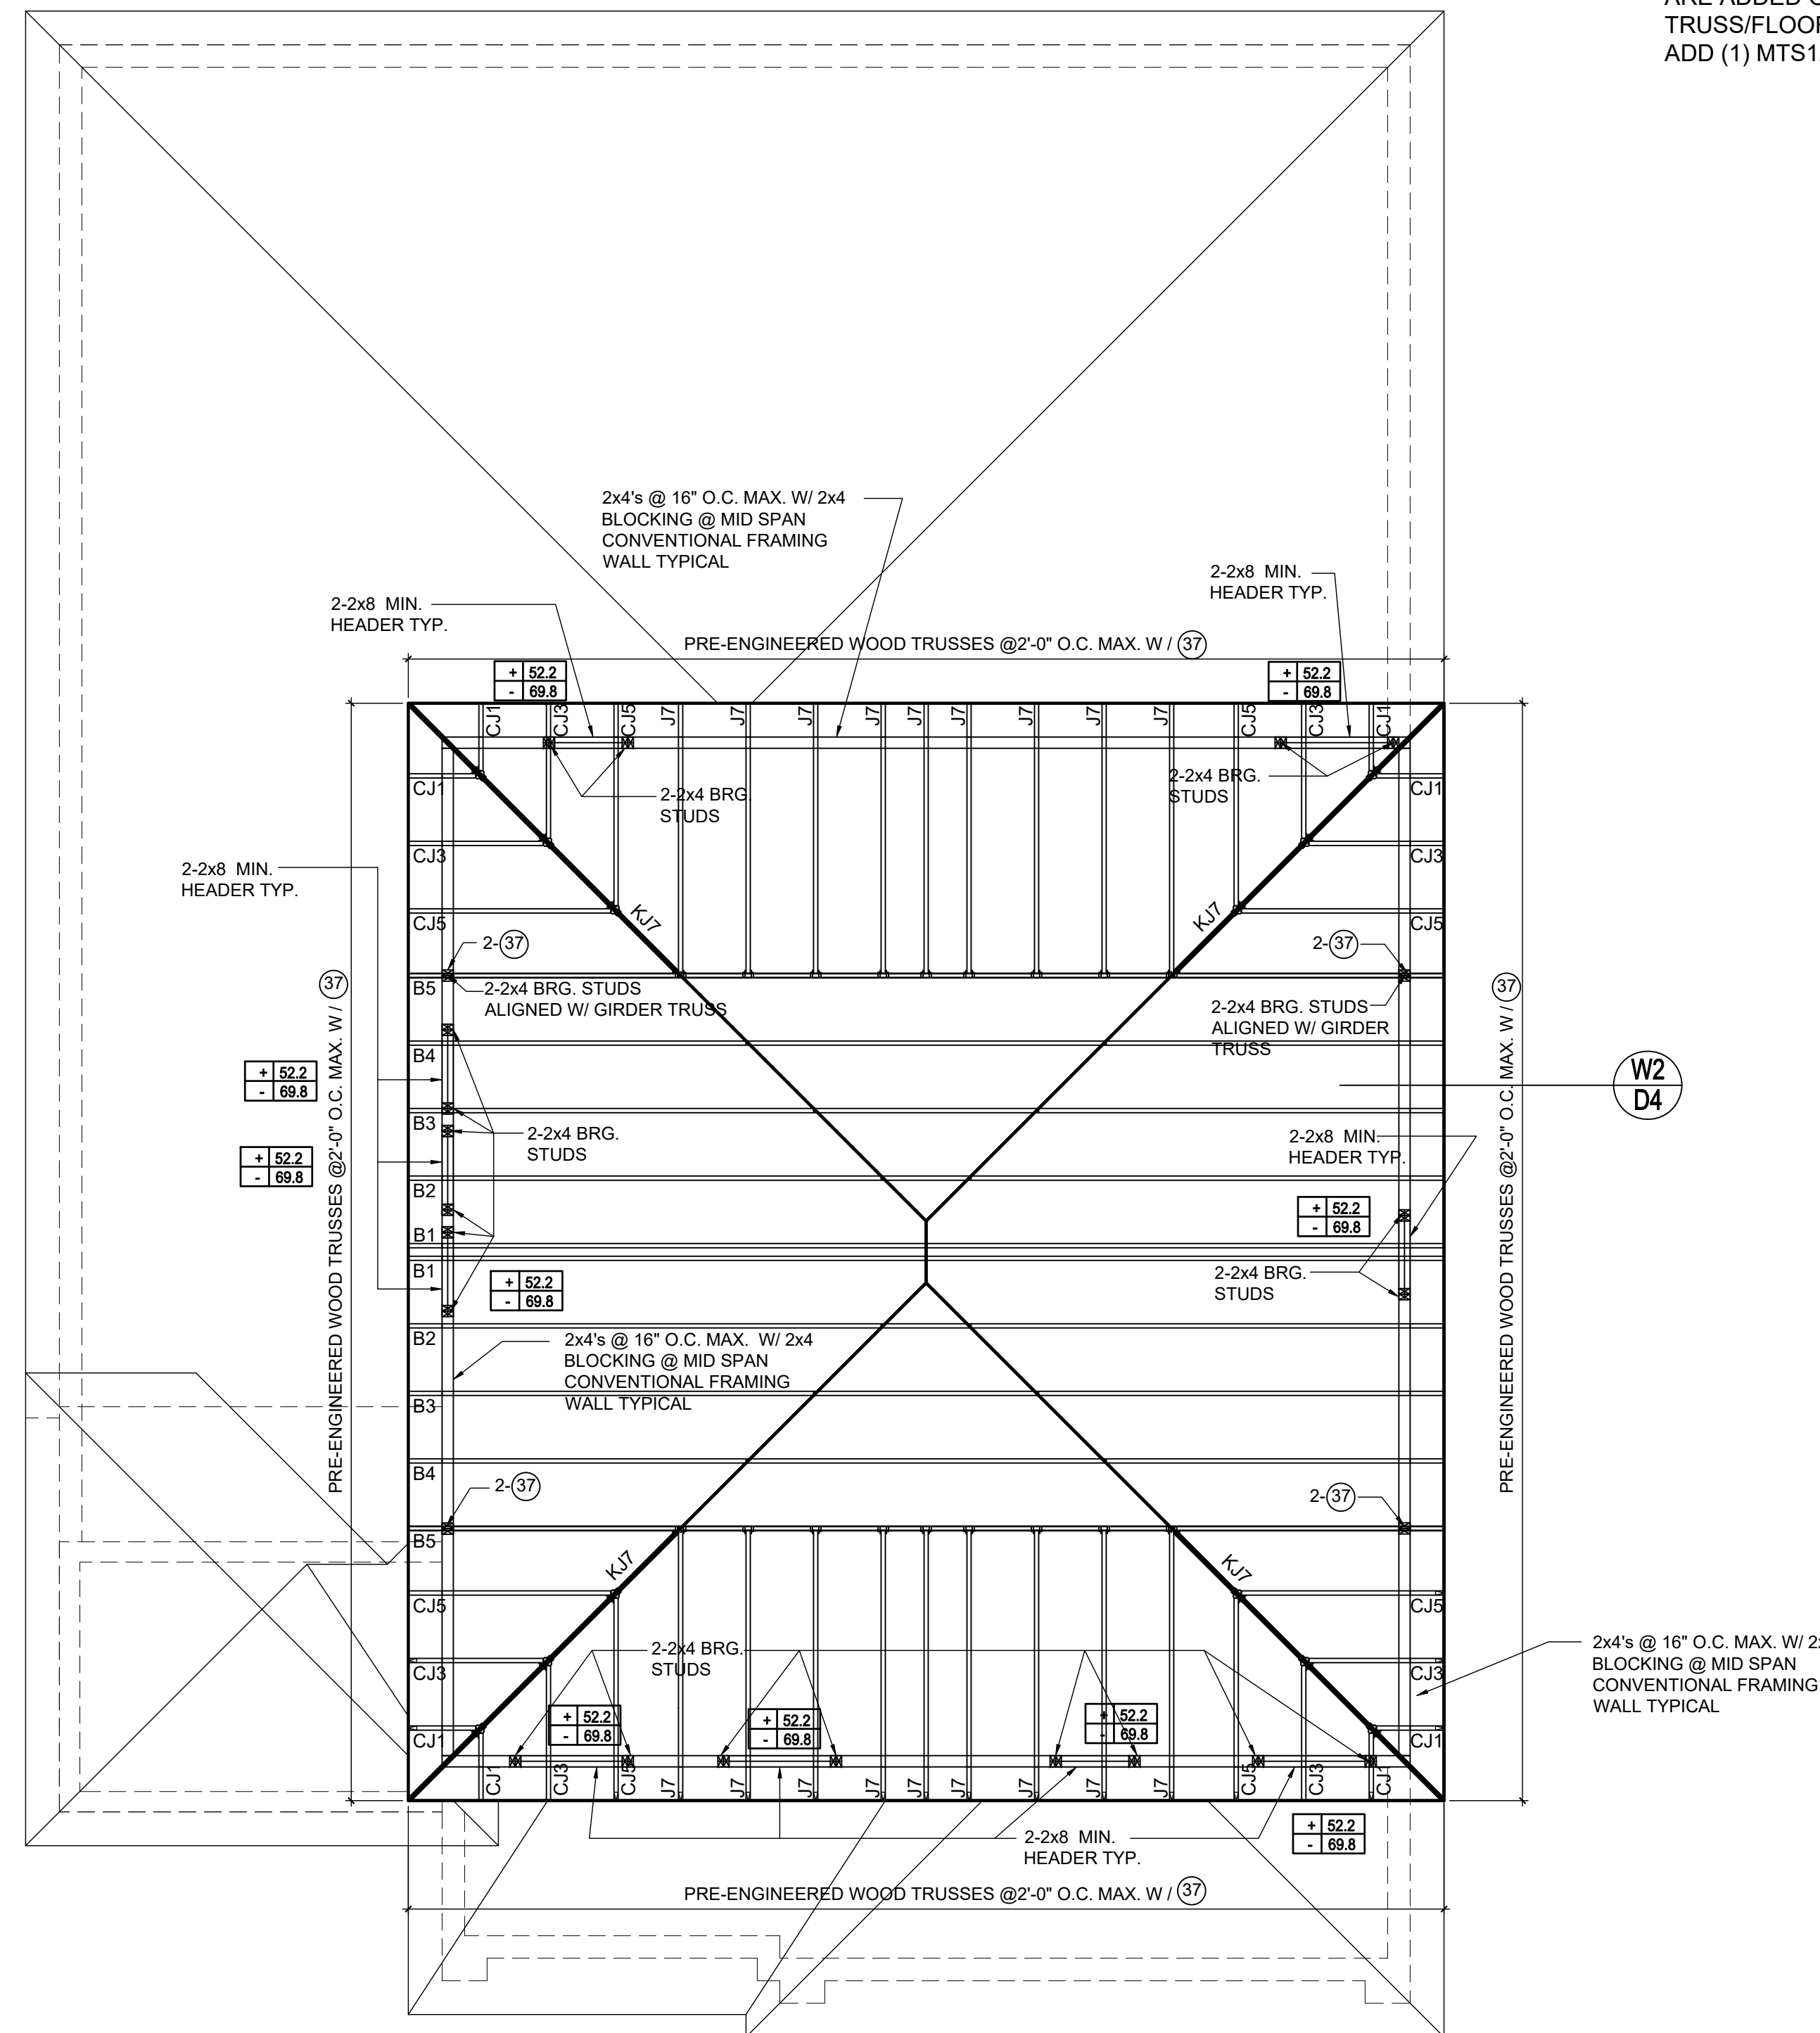 TRUSS/FLOOR
ADD (1) MTS1
2x4's @ 16" O.C. MAX. W/ 2x4
BLOCKING @ MID SPAN
CONVENTIONAL FRAMING
WALL TYPICAL
2-2x8 MIN.
HEADER TYP.
2-2x8 MIN.
HEADER TYP.
PRE-ENGINEERED WOOD TRUSSES @2'-0" O.C. MAX. W / 37
+ 52.2
- 69.8
+ 52.2
- 69.8
CJ1 CJ3 CJ5 J7 J7 J7 J7 J7 J7 J7 J7 J7 CJ5 CJ3 CJ1
2-2x4 BRG.
STUDS
2-2x4 BRG.
STUDS
CJ1
CJ1
CJ3
CJ3
2-2x8 MIN.
HEADER TYP.
CJ5
KJ7
KJ7
CJ5
2-37
2-37
B5
2-2x4 BRG. STUDS
ALIGNED W/ GIRDER TRUSS
2-2x4 BRG. STUDS
ALIGNED W/ GIRDER
TRUSS
PRE-ENGINEERED WOOD TRUSSES @2'-0" O.C. MAX. W / 37
PRE-ENGINEERED WOOD TRUSSES @2'-0" O.C. MAX. W / 37
B4
+ 52.2
- 69.8
W2
D4
B3
2-2x4 BRG.
STUDS
2-2x8 MIN.
HEADER TYP.
+ 52.2
- 69.8
B2
+ 52.2
- 69.8
B1
B1
+ 52.2
- 69.8
2-2x4 BRG.
STUDS
B2
2x4's @ 16" O.C. MAX. W/ 2x4
BLOCKING @ MID SPAN
CONVENTIONAL FRAMING
WALL TYPICAL
B3
B4
2-37
2-37
B5
KJ7
KJ7
CJ5
CJ5
2-2x4 BRG.
STUDS
2x4's @ 16" O.C. MAX. W/
BLOCKING @ MID SPAN
CONVENTIONAL FRAMING
WALL TYPICAL
CJ3
CJ3
+ 52.2
- 69.8
+ 52.2
- 69.8
+ 52.2
- 69.8
CJ1
CJ1
CJ1 CJ3 CJ5 J7 J7 J7 J7 J7 J7 J7 J7 J7 CJ5 CJ3 CJ1
2-2x8 MIN.
HEADER TYP.
+ 52.2
- 69.8
PRE-ENGINEERED WOOD TRUSSES @2'-0" O.C. MAX. W / 37